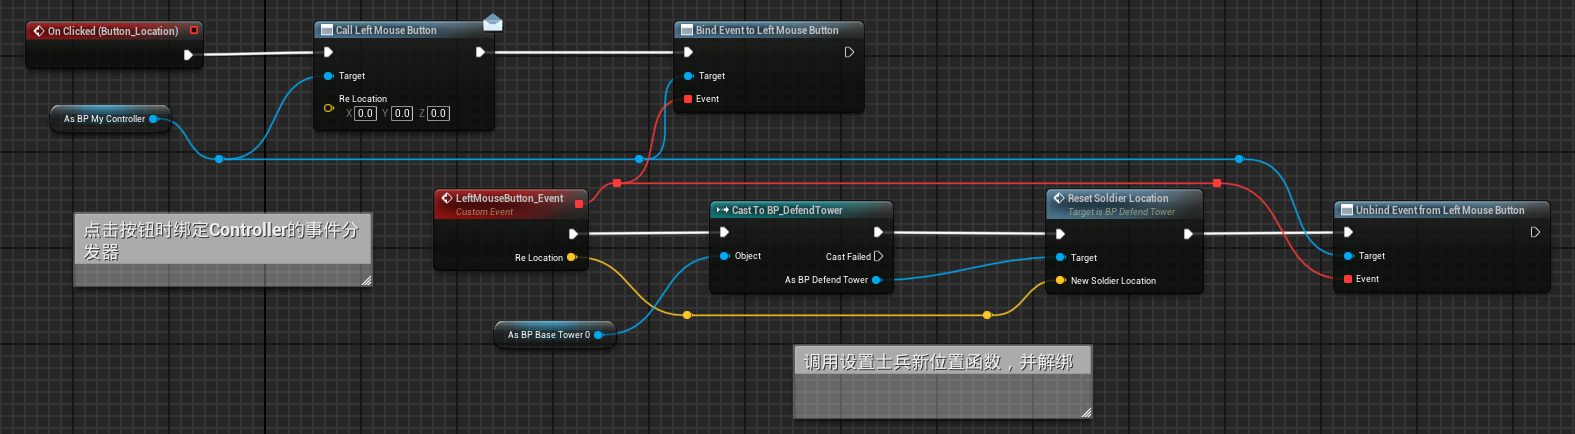 On Clicked (Button_Location)
Call Left Mouse Button
Target
Re Location
X 0.0 Y 0.0 Z 0.0
Bind Event to Left Mouse Button
Target
Event
As BP My Controller
点击按钮时绑定Controller的事件分
发器
LeftMouseButton_Event
Custom Event
Re Location
Cast To BP_DefendTower
Object
Cast Failed
As BP Defend Tower
Reset Soldier Location
Target is BP Defend Tower
Target
New Soldier Location
Unbind Event from Left Mouse Button
Target
Event
As BP Base Tower 0
调用设置士兵新位置函数，并解绑